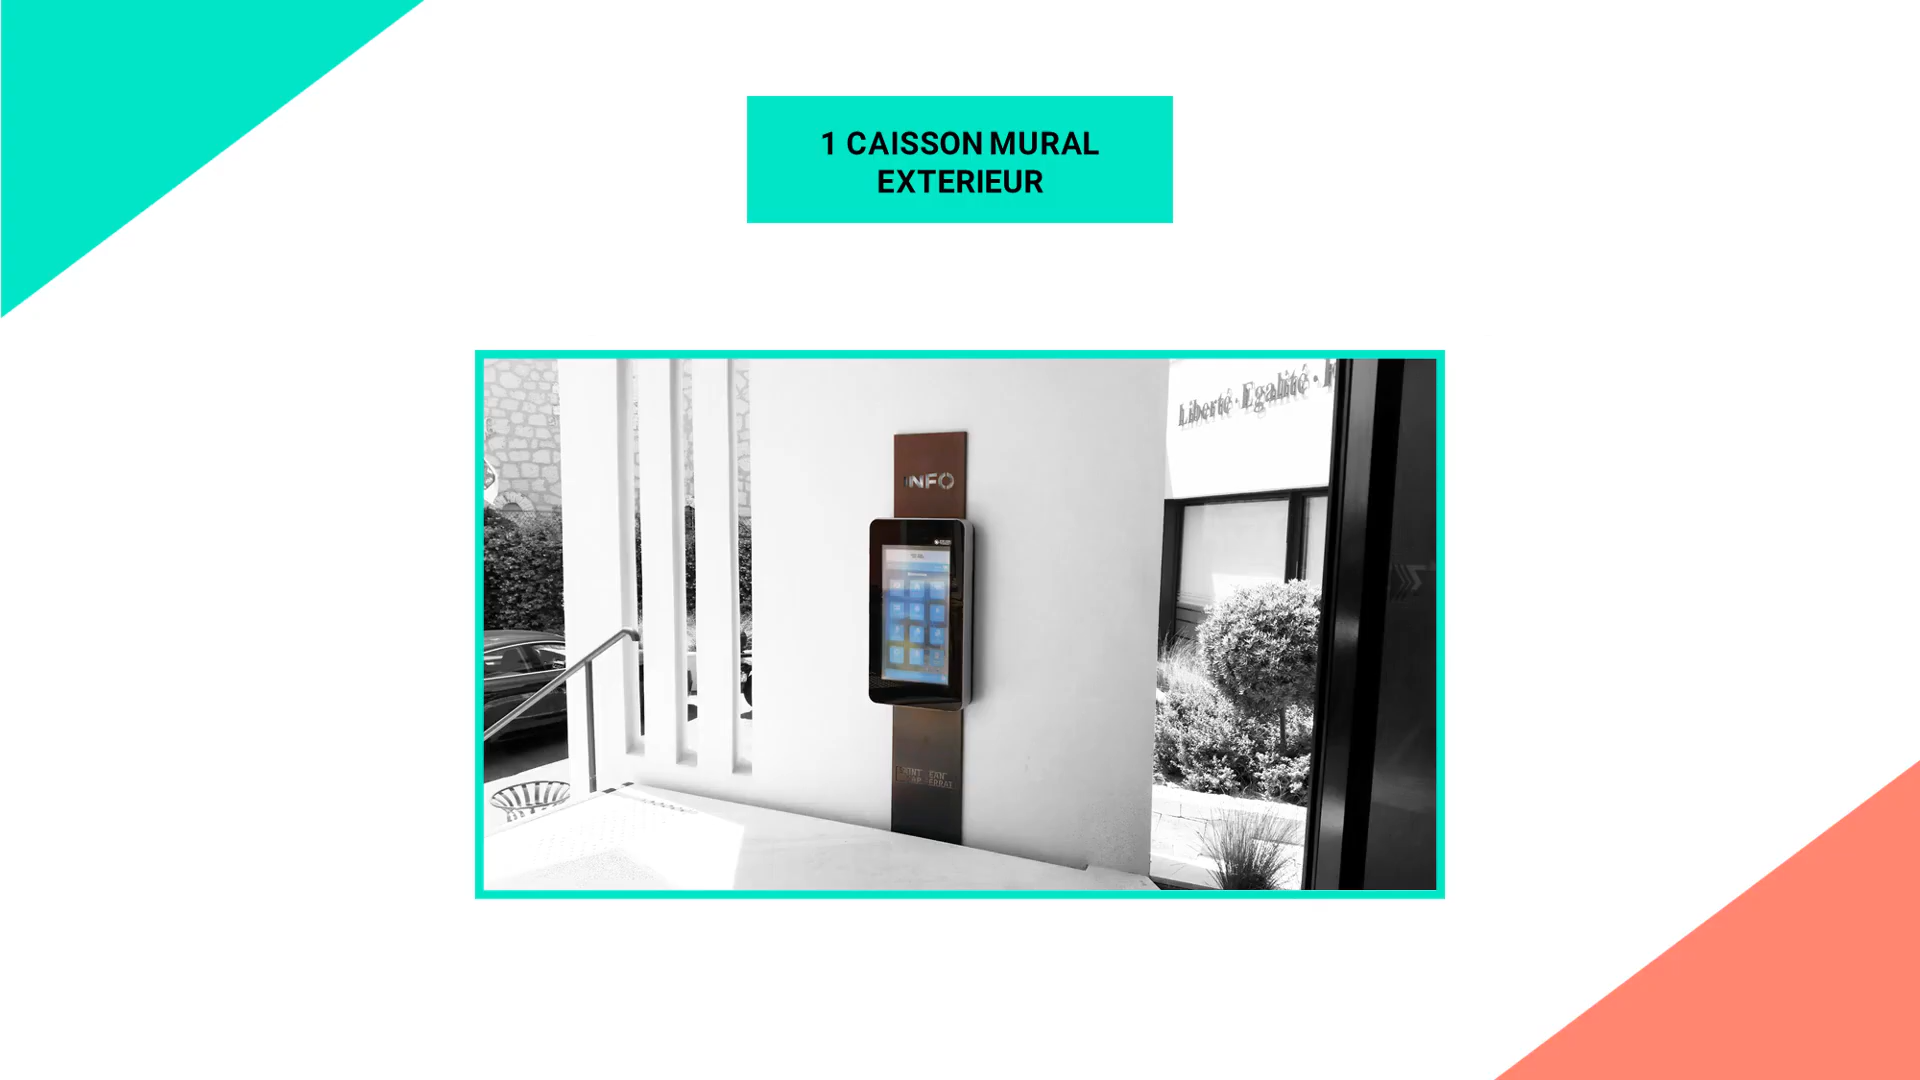 1 CAISSON MURAL
EXTERIEUR
Liberté · Egalité ·
INFO